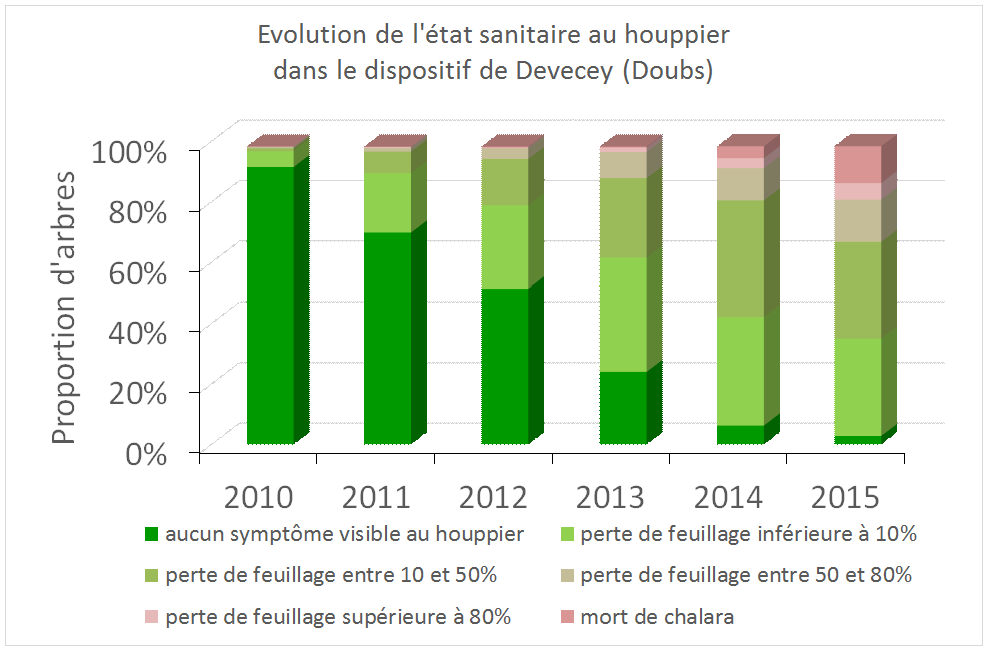 Evolution de l'état sanitaire au houppier
dans le dispositif de Devecey (Doubs)
Proportion d'arbres
100%
80%
60%
40%
20%
0%
2010 2011 2012 2013 2014 2015
aucun symptôme visible au houppier perte de feuillage inférieure à 10%
perte de feuillage entre 10 et 50% perte de feuillage entre 50 et 80%
perte de feuillage supérieure à 80% mort de chalara